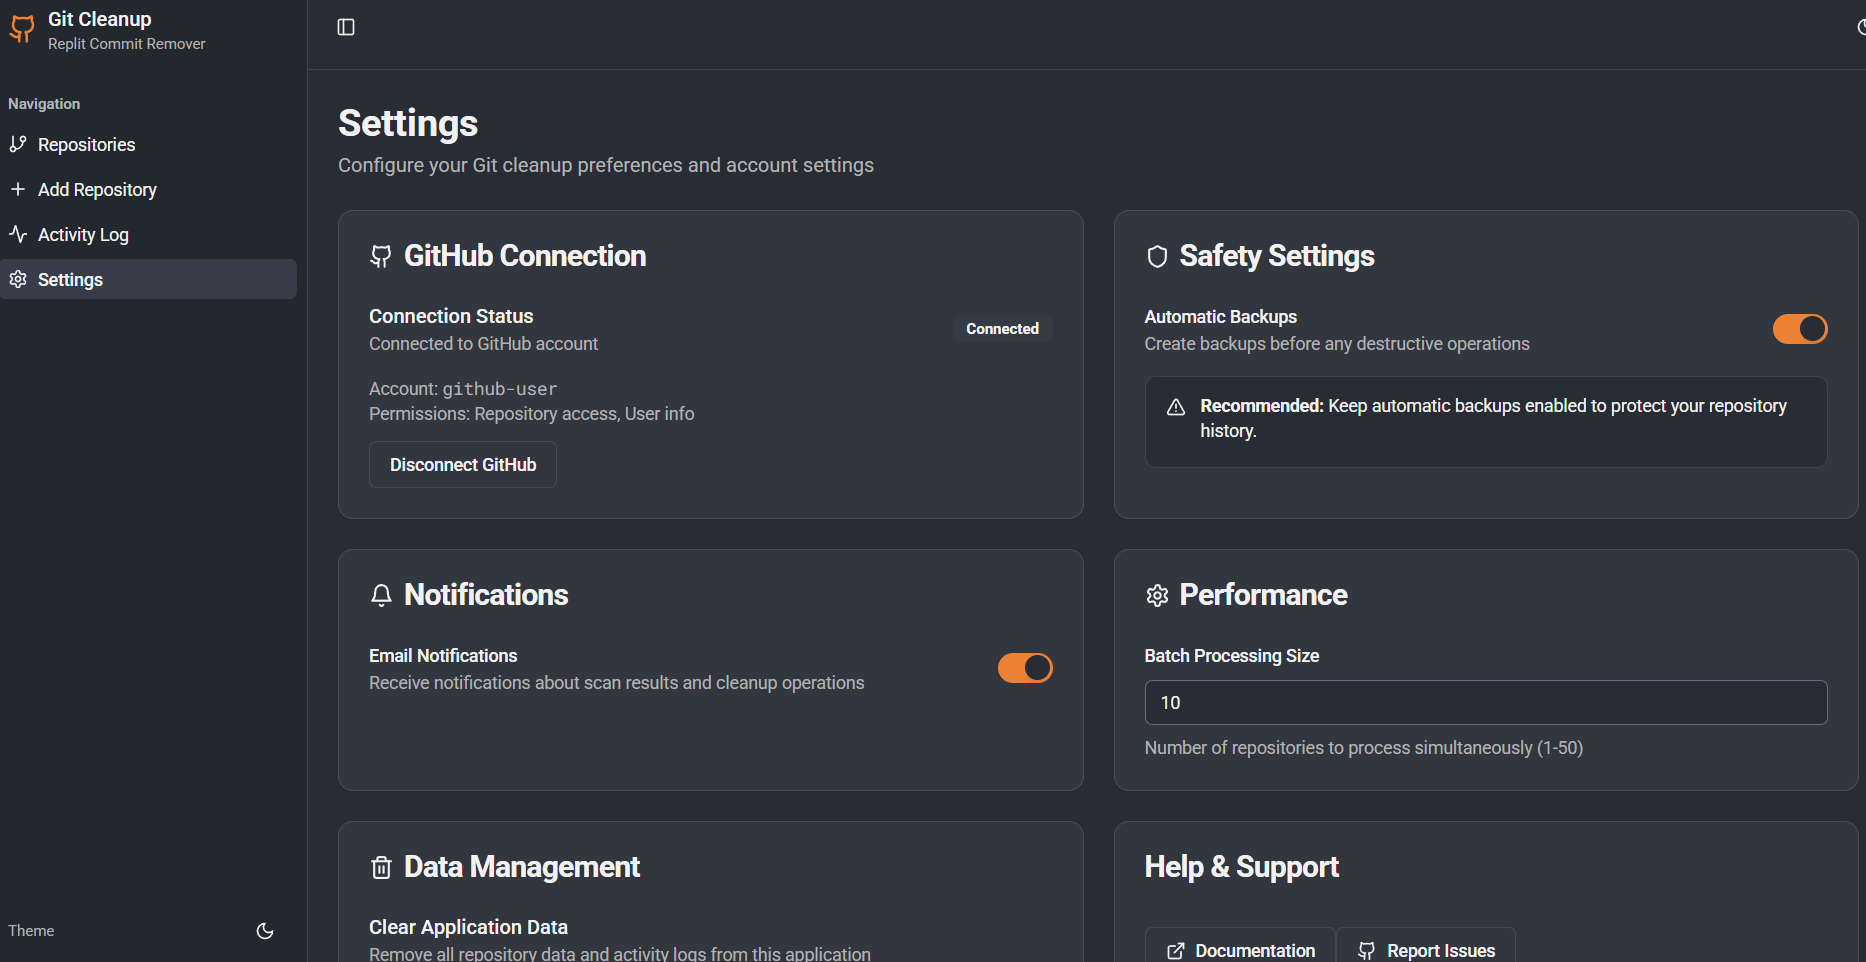 Git Cleanup
Replit Commit Remover
Navigation
Repositories
Add Repository
Activity Log
Settings
Theme
Settings
Configure your Git cleanup preferences and account settings
GitHub Connection
Connection Status
Connected to GitHub account
Connected
Account: github-user
Permissions: Repository access, User info
Disconnect GitHub
Safety Settings
Automatic Backups
Create backups before any destructive operations
Recommended: Keep automatic backups enabled to protect your repository
history.
Notifications
Email Notifications
Receive notifications about scan results and cleanup operations
Performance
Batch Processing Size
10
Number of repositories to process simultaneously (1-50)
Data Management
Clear Application Data
Remove all repository data and activity logs from this application
Help & Support
Documentation
Report Issues